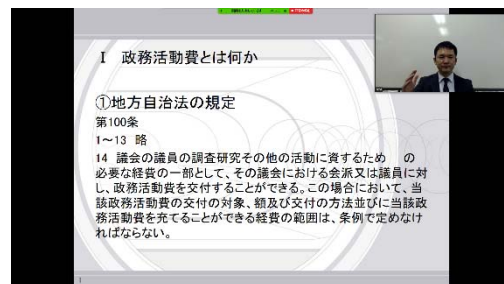 Ⅰ 政務活動費とは何か
①地方自治法の規定
第100条
1~13 略
14 議会の議員の調査研究その他の活動に資するため の
必要な経費の一部として、その議会における会派又は議員に対
し、政務活動費を交付することができる。この場合において、当
該政務活動費の交付の対象、額及び交付の方法並びに当該政
務活動費を充てることができる経費の範囲は、条例で定めなけ
ればならない。
1